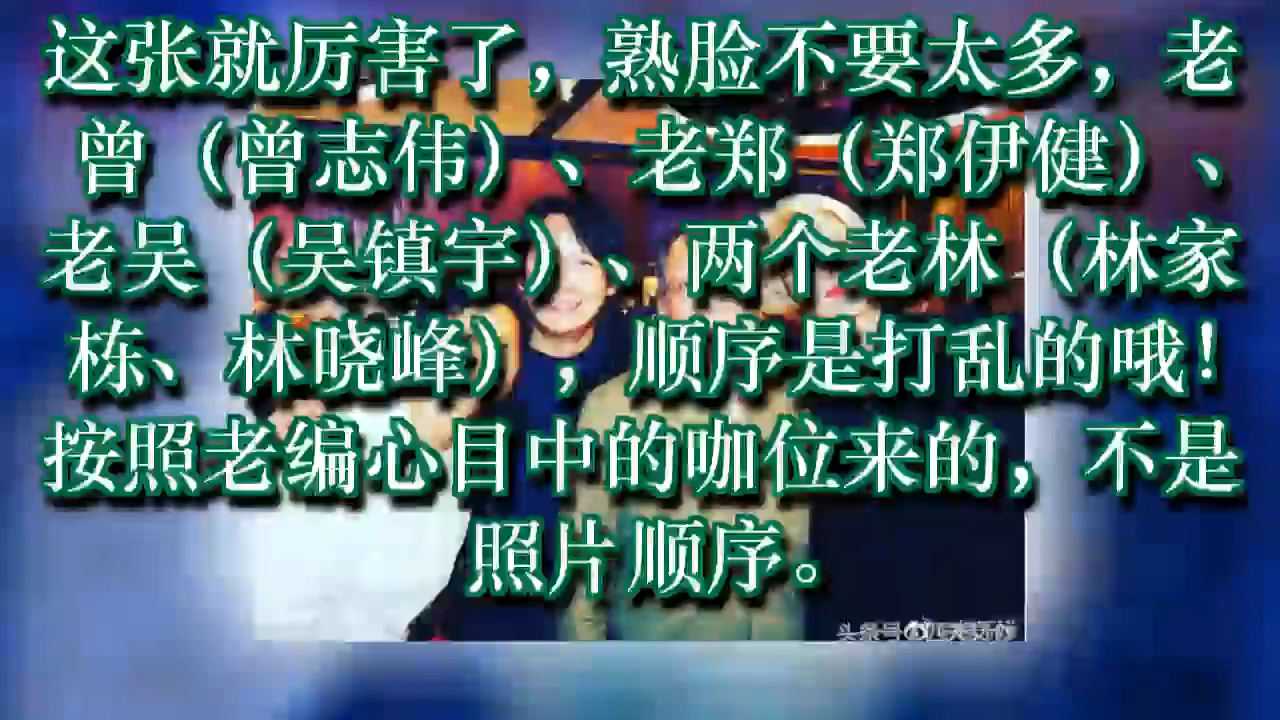 这张就厉害了，熟脸不要太多，老
曾（曾志伟）、老郑（郑伊健）、
老吴（吴镇宇）、两个老林（林家
栋、林晓峰），顺序是打乱的哦！
按照老编心目中的咖位来的，不是
照片顺序。
头条号